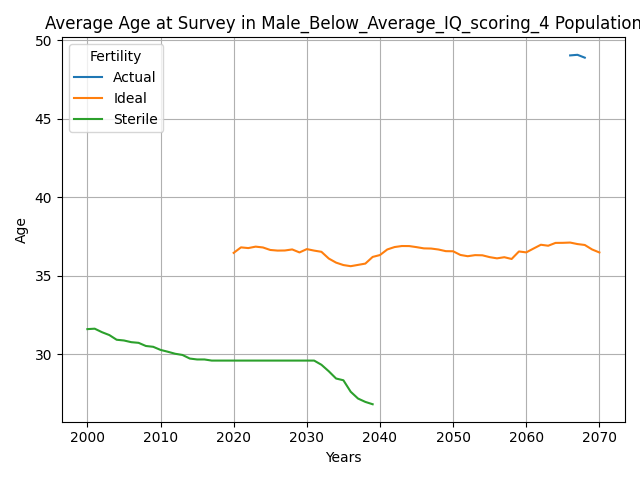 Average Age at Survey in Male_Below_Average_IQ_scoring_4 Population
50
45
40
35
30
Age
Fertility
Actual
Ideal
Sterile
2000 2010 2020 2030 2040 2050 2060 2070
Years